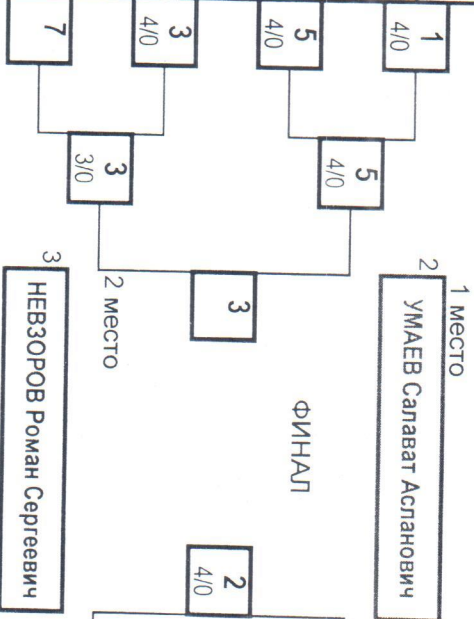 1 место
1
4/0
2 УМАЕВ Салават Асланович
5
4/0
5
4/0
ФИНАЛ
3
2
4/0
3
4/0
2 место
3
3/0
3 НЕВЗОРОВ Роман Сергеевич
7